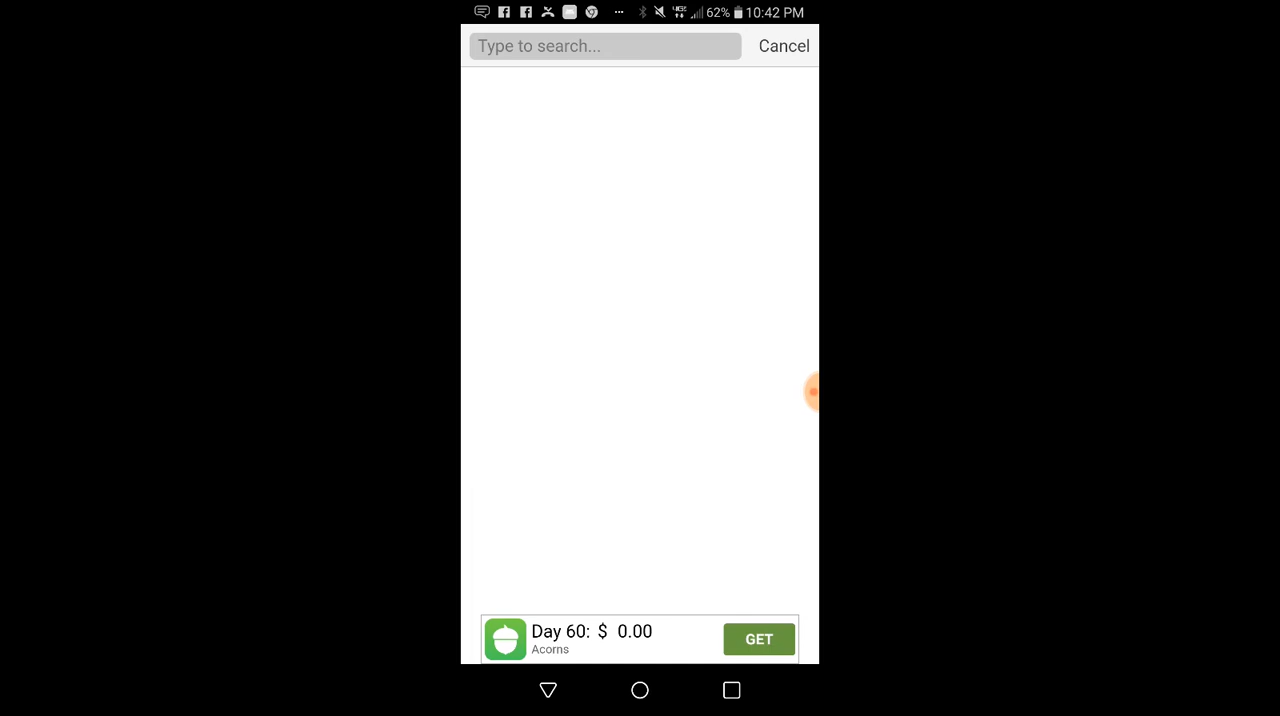 62% 10:42 PM
Type to search... Cancel
Day 60: $ 0.00
Acorns
GET